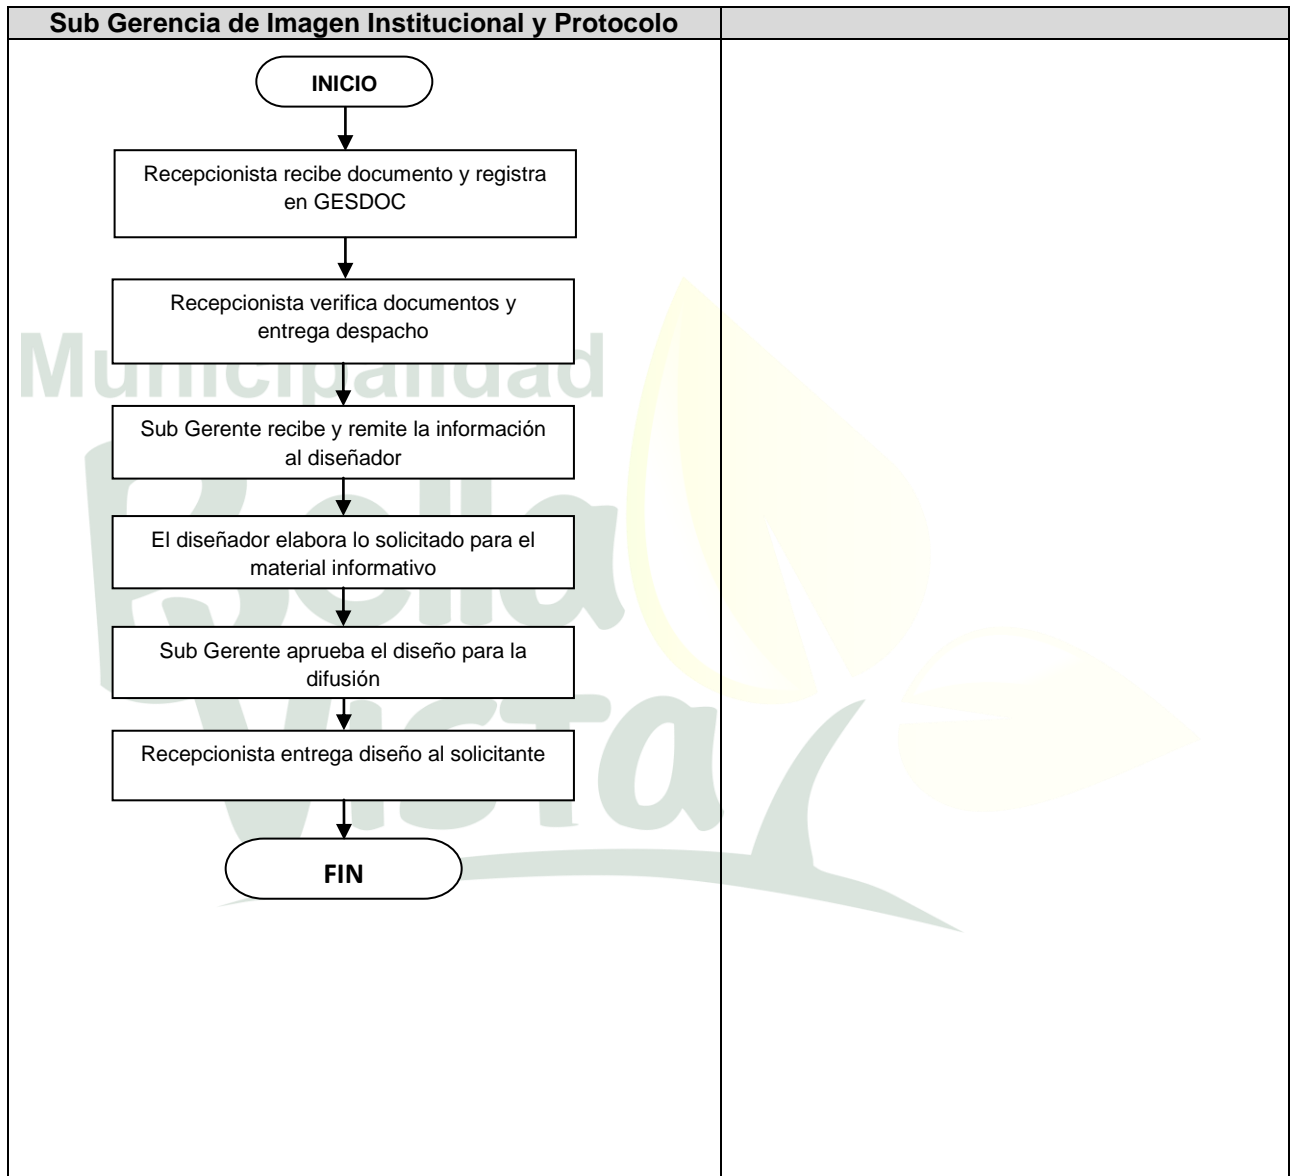 Sub Gerencia de Imagen Institucional y Protocolo
INICIO
Recepcionista recibe documento y registra
en GESDOC
Recepcionista verifica documentos y
entrega despacho
Municipalidad
Sub Gerente recibe y remite la información
al diseñador
Bella
El diseñador elabora lo solicitado para el
material informativo
Sub Gerente aprueba el diseño para la
difusión
Vista
Recepcionista entrega diseño al solicitante
FIN